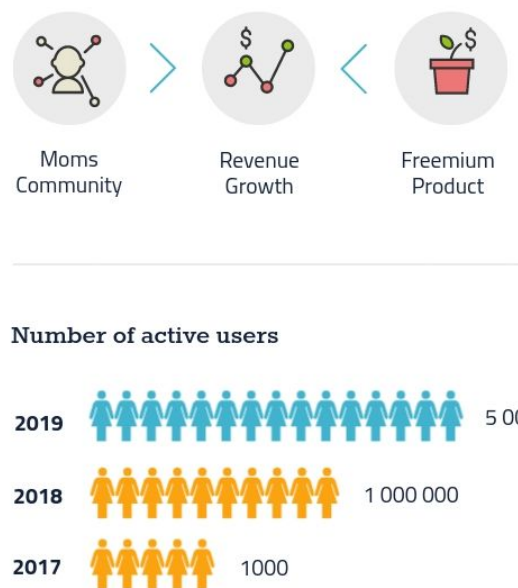 Moms
Community
Revenue
Growth
Freemium
Product
Number of active users
2019
2018
1 000 000
2017
1000